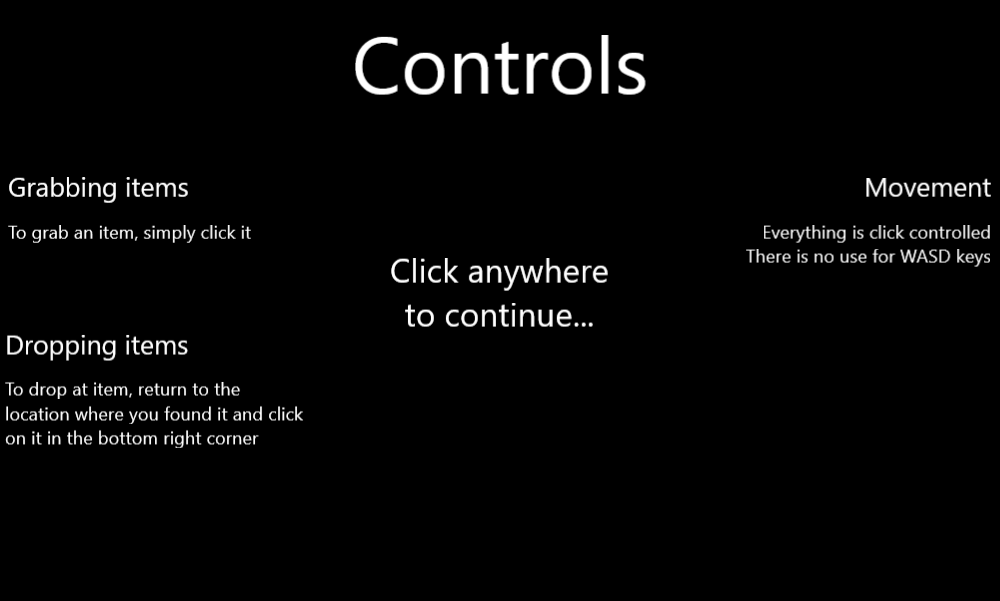 Controls
Grabbing items
To grab an item, simply click it
Movement
Everything is click controlled
There is no use for WASD keys
Click anywhere
to continue...
Dropping items
To drop at item, return to the
location where you found it and click
on it in the bottom right corner